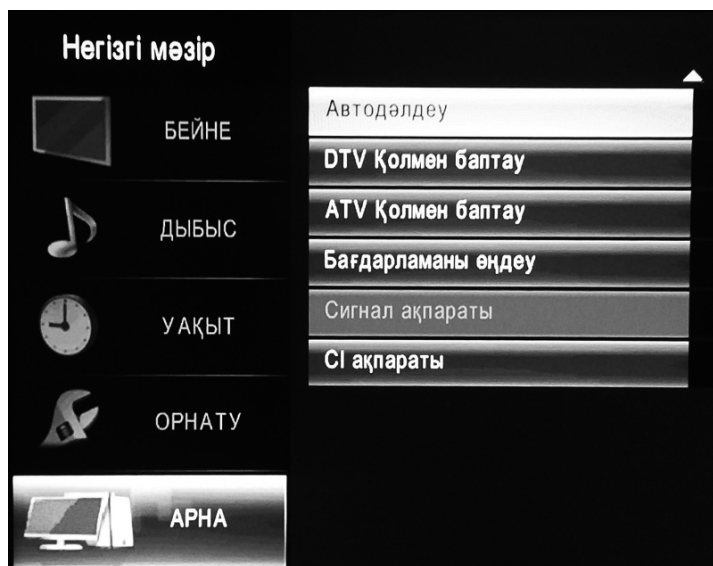 Негізгі мәзір
БЕЙНЕ
ДЫБЫС
УАҚЫТ
ОРНАТУ
АРНА
Автодәлдеу
DTV Қолмен баптау
ATV Қолмен баптау
Бағдарламаны өңдеу
Сигнал ақпараты
CI ақпараты